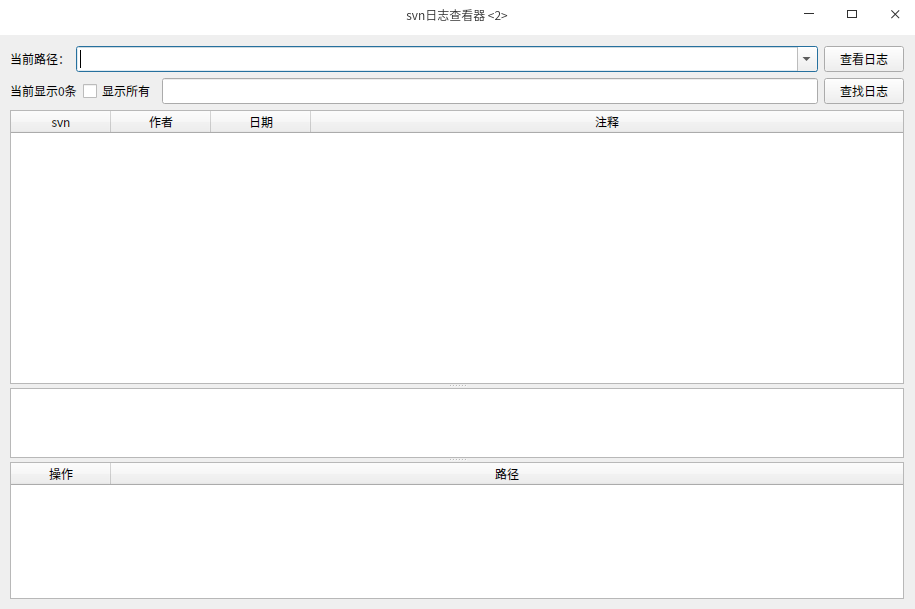 svn日志查看器 <2>
当前路径： 查看日志
当前显示0条 显示所有 查找日志
svn 作者 日期 注释
操作 路径